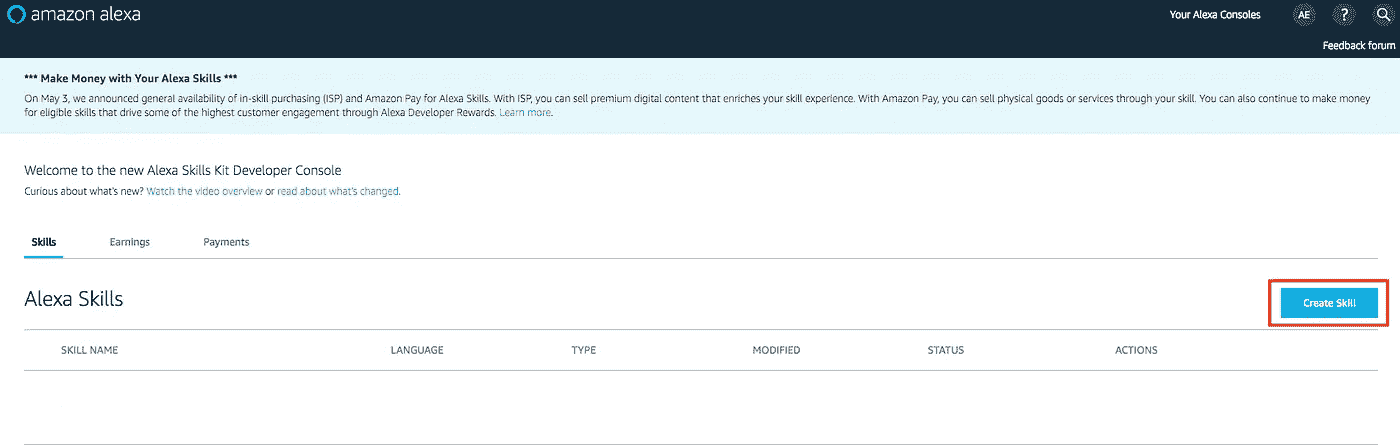 amazon alexa
Your Alexa Consoles
AE
?
Feedback forum
*** Make Money with Your Alexa Skills ***
On May 3, we announced general availability of in-skill purchasing (ISP) and Amazon Pay for Alexa Skills. With ISP, you can sell premium digital content that enriches your skill experience. With Amazon Pay, you can sell physical goods or services through your skill. You can also continue to make money
for eligible skills that drive some of the highest customer engagement through Alexa Developer Rewards. Learn more.
Welcome to the new Alexa Skills Kit Developer Console
Curious about what's new? Watch the video overview or read about what's changed.
Skills Earnings Payments
Alexa Skills
Create Skill
SKILL NAME LANGUAGE TYPE MODIFIED STATUS ACTIONS